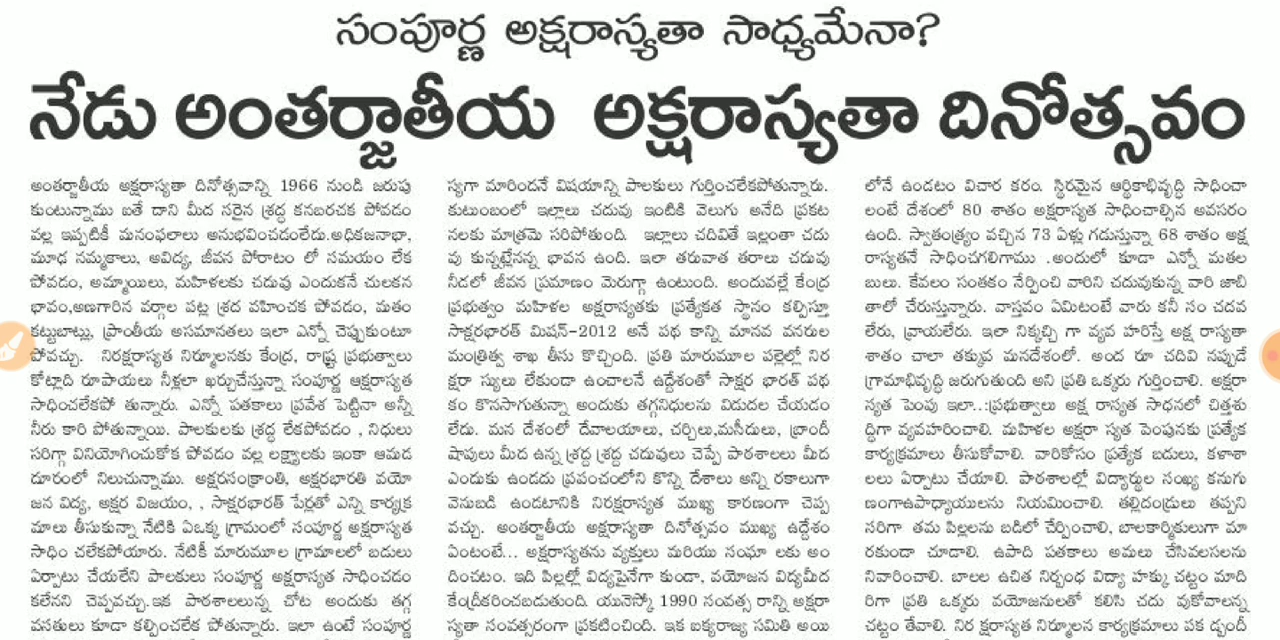 సంపూర్ణ అక్షరాస్యతా సాధ్యమేనా?
నేడు అంతర్జాతీయ అక్షరాస్యతా దినోత్సవం
అంతర్జాతీయ అక్షరాస్యతా దినోత్సవాన్ని 1966 నుండి జరుపు
కుంటున్నాము ఐతే దాని మీద సరైన శ్రద్ధ కనబరచక పోవడం
వల్ల ఇప్పటికీ మనంఫలాలు అనుభవించడంలేదు.అధికజనాభా,
మూఢ నమ్మకాలు, అవిద్య, జీవన పోరాటం లో సమయం లేక
పోవడం, అమ్మాయిలు, మహిళలకు చదువు ఎందుకనే చులకన
భావం,అణగారిన వర్గాల పట్ల శ్రద వహించక పోవడం, మతం
కట్టుబాట్లు, ప్రాంతీయ అసమానతలు ఇలా ఎన్నో చెప్పుకుంటూ
పోవచ్చు. నిరక్షరాస్యత నిర్మూలనకు కేంద్ర, రాష్ట్ర ప్రభుత్వాలు
కోట్లాది రూపాయలు నీళ్లలా ఖర్చుచేస్తున్నా సంపూర్ణ ఆక్షరాస్యత
సాధించలేకపో తున్నారు. ఎన్నో పతకాలు ప్రవేశ పెట్టినా అన్నీ
నీరు కారి పోతున్నాయి. పాలకులకు శ్రద్ధ లేకపోవడం , నిధులు
సరిగ్గా వినియోగించుకోక పోవడం వల్ల లక్ష్యాలకు ఇంకా ఆమడ
దూరంలో నిలుచున్నాము. అక్షరసంక్రాంతి, అక్షరభారతి వయో
జన విద్య, అక్షర విజయం, , సాక్షరభారత్ పేర్లతో ఎన్ని కార్యక్ర
మాలు తీసుకున్నా నేటికి ఏఒక్క గ్రామంలో సంపూర్ణ అక్షరాస్యత
సాధిం చలేకపోయారు. నేటికీ మారుమూల గ్రామాలలో బదులు
ఏర్పాటు చేయలేని పాలకులు సంపూర్ణ అక్షరాస్యత సాధించడం
కలేనని చెప్పవచ్చు.ఇక పాఠశాలలున్న చోట అందుకు తగ్గ
వసతులు కూడా కల్పించలేక పోతున్నారు. ఇలా ఉంటే సంపూర్ణ
స్యగా మారిందనే విషయాన్ని పాలకులు గుర్తించలేకపోతున్నారు.
కుటుంబంలో ఇల్లాలు చదువు ఇంటికి వెలుగు అనేది ప్రకట
నలకు మాత్రమె సరిపోతుంది. ఇల్లాలు చదివితే ఇల్లంతా చదు
వు కున్నట్లేనన్న భావన ఉంది. ఇలా తరువాత తరాలు చడువు
నీడలో జీవన ప్రమాణం మెరుగ్గా ఉంటుంది. అందువల్లే కేంద్ర
ప్రభుత్వం మహిళల అక్షరాస్యతకు ప్రత్యేకత స్థానం కల్పిస్తూ
సాక్షరభారత్ మిషన్-2012 అనే పథ కాన్ని మానవ వనరుల
మంత్రిత్వ శాఖ తీసు కొచ్చింది. ప్రతి మారుమూల పల్లెల్లో నిర
క్షరా స్యులు లేకుండా ఉంచాలనే ఉద్దేశంతో సాక్షర భారత్ పథ
కం కొనసాగుతున్నా అందుకు తగ్గనిధులను విడుదల చేయడం
లేదు. మన దేశంలో దేవాలయాలు, చర్చిలు,మసీదులు, బ్రాందీ
షాపులు మీద ఉన్న శ్రద్ద శ్రద్ద చడువులు చెప్పే పాఠశాలలు మీద
ఎందుకు ఉండదు ప్రపంచంలోని కొన్ని దేశాలు అన్ని రకాలుగా
వెనుబడి ఉండటానికి నిరక్షరాస్యత ముఖ్య కారణంగా చెప్ప
వచ్చు. అంతర్జాతీయ అక్షరాస్యతా దినోత్సవం ముఖ్య ఉద్దేశం
ఏంటంటే... అక్షరాస్యతను వ్యక్తులు మరియు సంఘా లకు అం
దించటం. ఇది పిల్లల్లో విద్యపైనేగా కుండా, వయోజన విద్యమీద
కేంద్రీకరించబడుతుంది. యునెస్కో 1990 సంవత్స రాన్ని అక్షరా
స్యతా సంవత్సరంగా ప్రకటించింది. ఇక ఐక్యరాజ్య సమితి అయి
లోనే ఉండటం విచార కరం. స్థిరమైన ఆర్థికాభివృద్ధి సాధించా
లంటే దేశంలో 80 శాతం అక్షరాస్యత సాధించాల్సిన అవసరం
ఉంది. స్వాతంత్ర్యం వచ్చిన 73 ఏళ్లు గడుస్తున్నా 68 శాతం అక్ష
రాస్యతనే సాధించగలిగాము .అందులో కూడా ఎన్నో మతల
బులు. కేవలం సంతకం నేర్పించి వారిని చదువుకున్న వారి జాబి
తాలో చేరుస్తున్నారు. వాస్తవం ఏమిటంటే వారు కనీ సం చదవ
లేరు, వ్రాయలేరు. ఇలా నిక్కచ్చి గా వ్యవ హరిస్తే అక్ష రాస్యతా
శాతం చాలా తక్కువ మనదేశంలో. అంద రూ చదివి నప్పుడే
గ్రామాభివృద్ధి జరుగుతుంది అని ప్రతి ఒక్కరు గుర్తించాలి. అక్షరా
స్యత పెంపు ఇలా..:ప్రభుత్వాలు అక్ష రాస్యత సాధనలో చిత్తశు
ద్ధిగా వ్యవహరించాలి. మహిళల అక్షరా స్యత పెంపునకు ప్రత్యేక
కార్యక్రమాలు తీసుకోవాలి. వారికోసం ప్రత్యేక బదులు, కళాశా
లలు ఏర్పాటు చేయాలి. పాఠశాలల్లో విద్యార్థుల సంఖ్య కనుగు
ణంగాఉపాధ్యాయులను నియమించాలి. తల్లిదండ్రులు తప్పని
సరిగా తమ పిల్లలను బడిలో చేర్పించాలి, బాలకార్మికులుగా మా
రకుండా చూడాలి. ఉపాది పతకాలు అమలు చేసివలసలను
నివారించాలి. బాలల ఉచిత నిర్బంధ విద్యా హక్కు చట్టం మాది
రిగా ప్రతి ఒక్కరు వయోజనులతో కలిసి చదు వుకోవాలన్న
చట్టం తేవాలి. నిర క్షరాస్యత నిర్మూలన కార్యక్రమాలు పక డ్బందీ